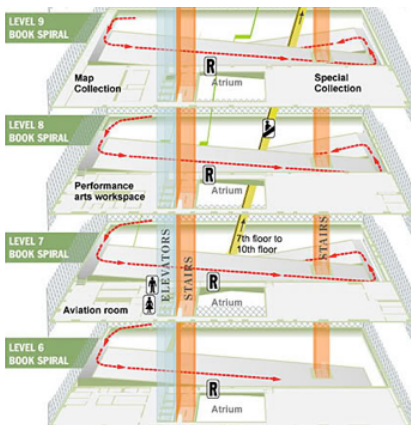 LEVEL 9
BOOK SPIRAL
R
Map
Collection
Atrium
Special
Collection
LEVEL 8
BOOK SPIRAL
R
Atrium
Performance
arts workspace
LEVEL 7
BOOK SPIRAL
ELEVATORS
STAIRS
7th floor to
10th floor
STAIRS
R
Aviation room
Atrium
LEVEL 6
BOOK SPIRAL
R
Atrium